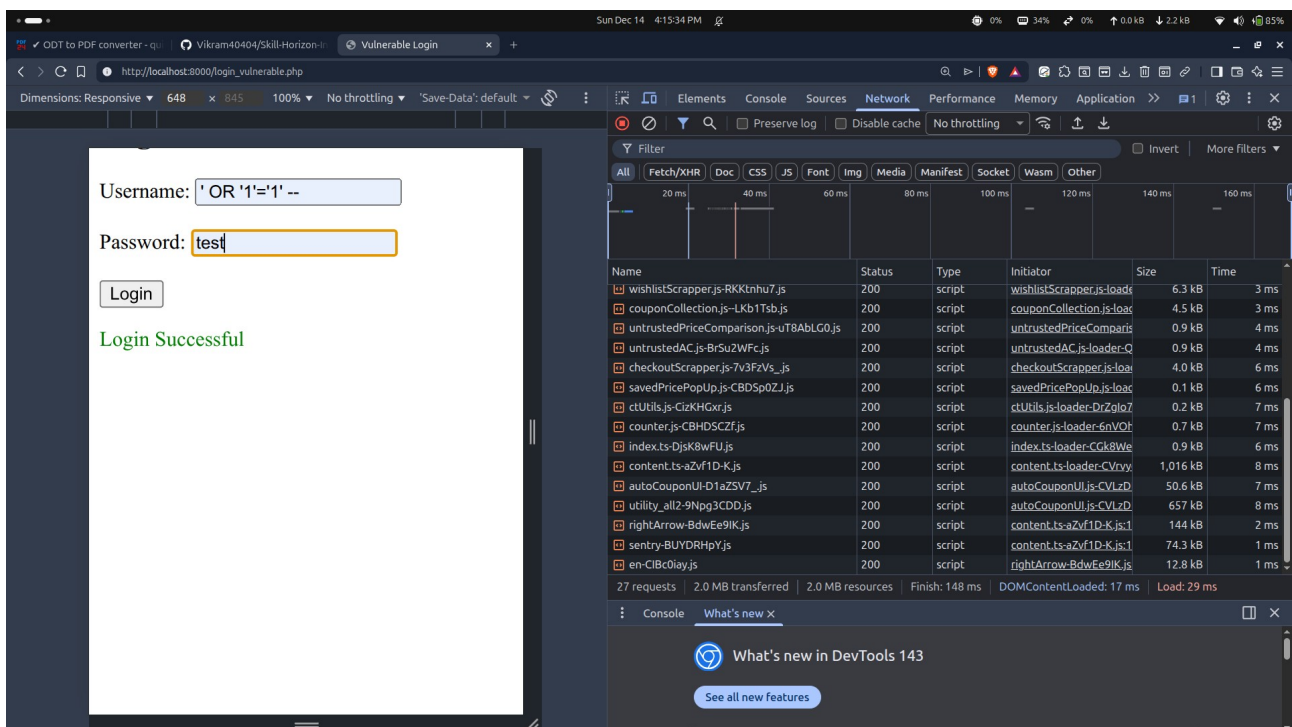 Sun Dec 14 4:15:34 PM
0% 34% 0% ↑ 0.0 kB ↓ 2.2 kB 85%
✔ ODT to PDF converter - qui
Vikram40404/Skill-Horizon-In
Vulnerable Login × +
http://localhost:8000/login_vulnerable.php
Dimensions: Responsive ▼ 648 × 845 100% ▼ No throttling ▼ 'Save-Data': default ▼
Elements Console Sources Network Performance Memory Application >> 1
Preserve log Disable cache No throttling
Filter Invert More filters ▼
All Fetch/XHR Doc CSS JS Font Img Media Manifest Socket Wasm Other
20 ms 40 ms 60 ms 80 ms 100 ms 120 ms 140 ms 160 ms
Username: ' OR '1'='1' --
Password: test
Login
Login Successful
Name Status Type Initiator Size Time
wishlistScrapper.js-RKKtnhu7.js 200 script wishlistScrapper.js-loade 6.3 kB 3 ms
couponCollection.js--LKb1Tsb.js 200 script couponCollection.js-loac 4.5 kB 3 ms
untrustedPriceComparison.js-uT8AbLG0.js 200 script untrustedPriceComparis 0.9 kB 4 ms
untrustedAC.js-BrSu2WFc.js 200 script untrustedAC.js-loader-Q 0.9 kB 4 ms
checkoutScrapper.js-7v3FzVs_.js 200 script checkoutScrapper.js-loa 4.0 kB 6 ms
savedPricePopUp.js-CBDSp0ZJ.js 200 script savedPricePopUp.js-loac 0.1 kB 6 ms
ctUtils.js-CizKHGxr.js 200 script ctUtils.js-loader-DrZgIo7 0.2 kB 7 ms
counter.js-CBHDSCZf.js 200 script counter.js-loader-6nVOh 0.7 kB 7 ms
index.ts-DjsK8wFU.js 200 script index.ts-loader-CGk8We 0.9 kB 6 ms
content.ts-aZvf1D-K.js 200 script content.ts-loader-CVrvy 1,016 kB 8 ms
autoCouponUI-D1aZSV7_.js 200 script autoCouponUI.js-CVLzD 50.6 kB 7 ms
utility_all2-9Npg3CDD.js 200 script autoCouponUI.js-CVLzD 657 kB 8 ms
rightArrow-BdwEe9IK.js 200 script content.ts-aZvf1D-K.js:1 144 kB 2 ms
sentry-BUYDRHpY.js 200 script content.ts-aZvf1D-K.js:1 74.3 kB 1 ms
en-CIBc0iay.js 200 script rightArrow-BdwEe9IK.js 12.8 kB 1 ms
27 requests 2.0 MB transferred 2.0 MB resources Finish: 148 ms DOMContentLoaded: 17 ms Load: 29 ms
Console What's new ×
What's new in DevTools 143
See all new features